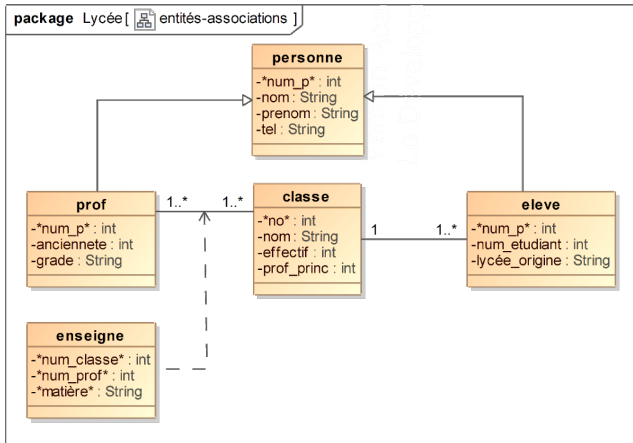 package Lycée[ entités-associations ]
personne
-*num_p* : int
-nom : String
-prenom : String
-tel : String
prof
-*num_p* : int
-anciennete : int
-grade : String
1..*
1..*
classe
-*no* : int
-nom : String
-effectif : int
-prof_princ : int
1
1..*
eleve
-*num_p* : int
-num_etudiant : int
-lycée_origine : String
enseigne
-*num_classe* : int
-*num_prof* : int
-*matière* : String